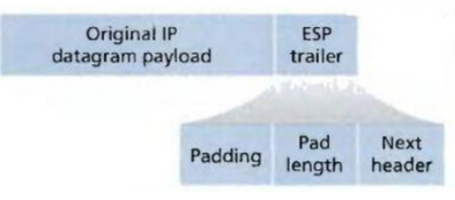 Original IP
datagram payload
ESP
trailer
Padding
Pad
length
Next
header